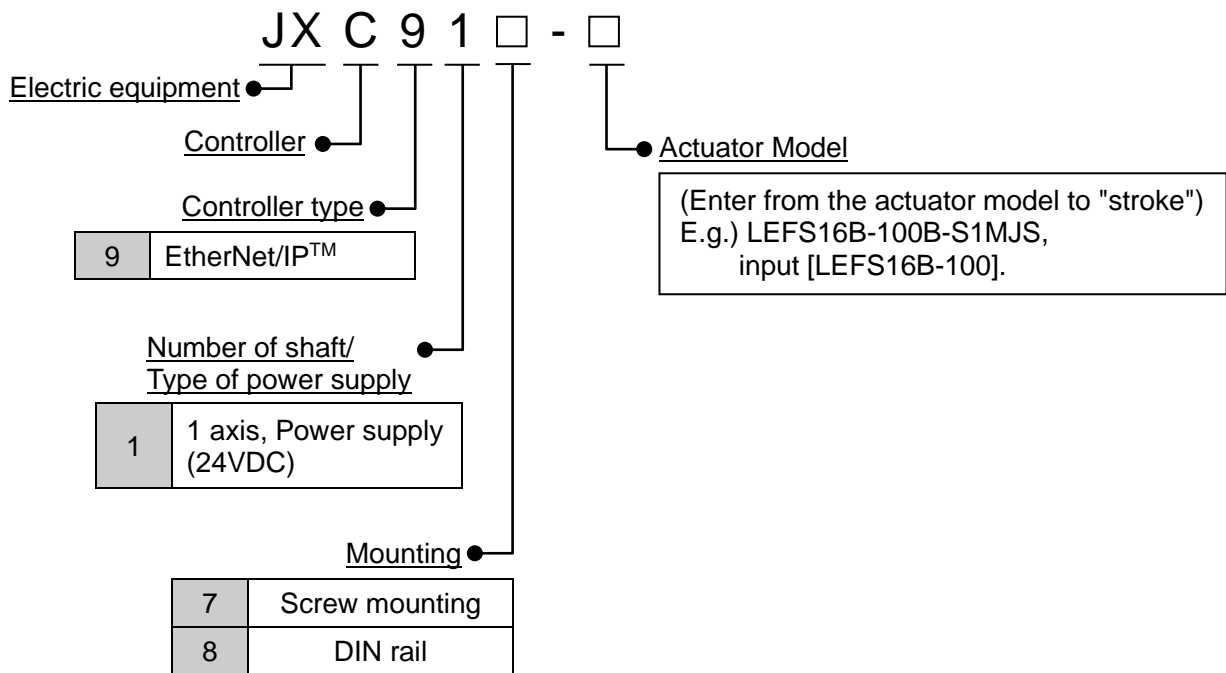 JX C 9 1 □ - □
Electric equipment
Controller
Actuator Model
(Enter from the actuator model to "stroke")
E.g.) LEFS16B-100B-S1MJS,
input [LEFS16B-100].
Controller type
9 EtherNet/IP™
Number of shaft/
Type of power supply
1 1 axis, Power supply
(24VDC)
Mounting
7 Screw mounting
8 DIN rail